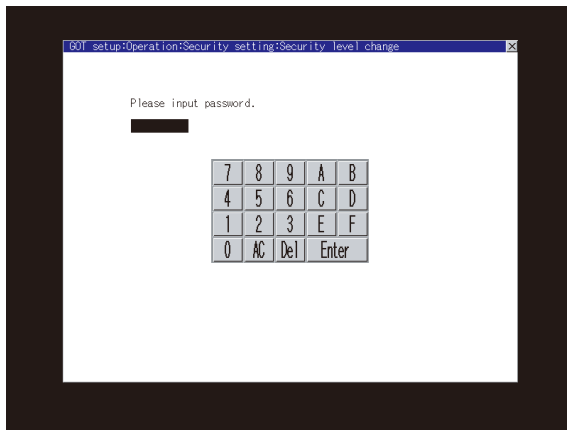 GOT setup:Operation:Security setting:Security level change ×
Please input password.
7 8 9 A B
4 5 6 C D
1 2 3 E F
0 AC Del Enter